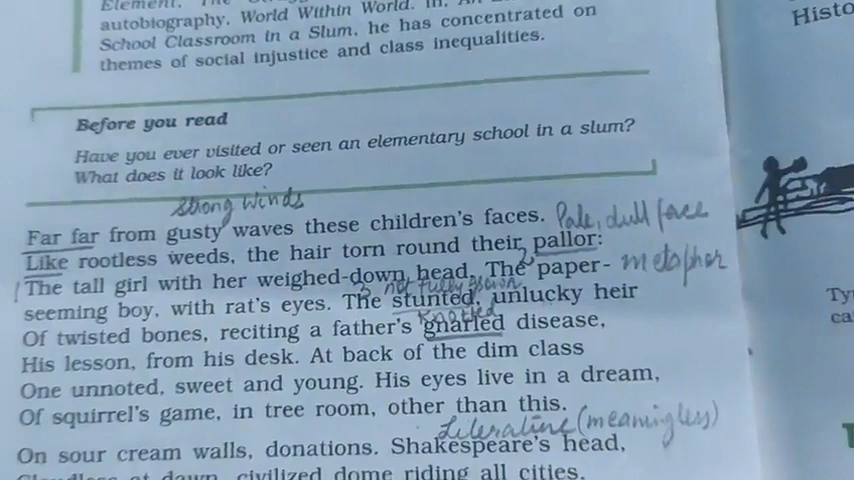 Element, The
autobiography, World Within World. In, An
School Classroom in a Slum, he has concentrated on
themes of social injustice and class inequalities.
Histo
Before you read
Have you ever visited or seen an elementary school in a slum?
What does it look like?
strong winds
Far far from gusty waves these children's faces. Pale, dull face
Like rootless weeds, the hair torn round their pallor:
The tall girl with her weighed-down head. The paper- metaphor
not fully grown
seeming boy, with rat's eyes. The stunted, unlucky heir
Knotted
Of twisted bones, reciting a father's gnarled disease,
His lesson, from his desk. At back of the dim class
One unnoted, sweet and young. His eyes live in a dream,
Of squirrel's game, in tree room, other than this.
Literature (meaningless)
On sour cream walls, donations. Shakespeare's head,
Cloudless at dawn, civilized dome riding all cities.
Ty
ca